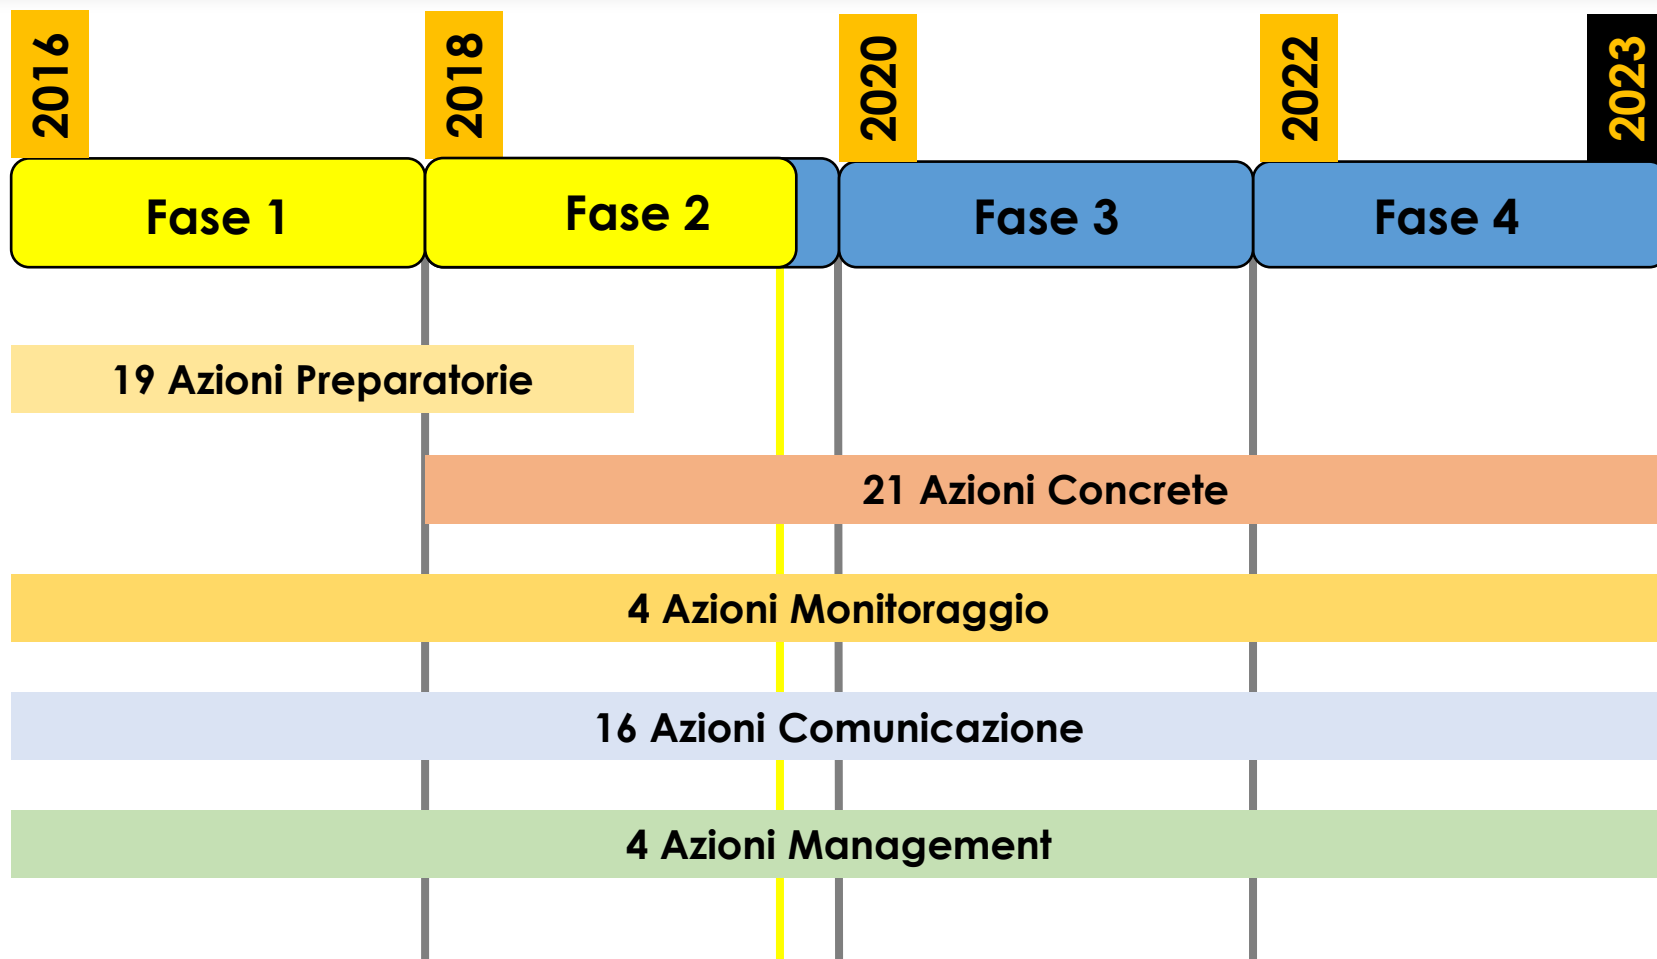 2016
2018
2020
2022
2023
Fase 1
Fase 2
Fase 3
Fase 4
19 Azioni Preparatorie
21 Azioni Concrete
4 Azioni Monitoraggio
16 Azioni Comunicazione
4 Azioni Management